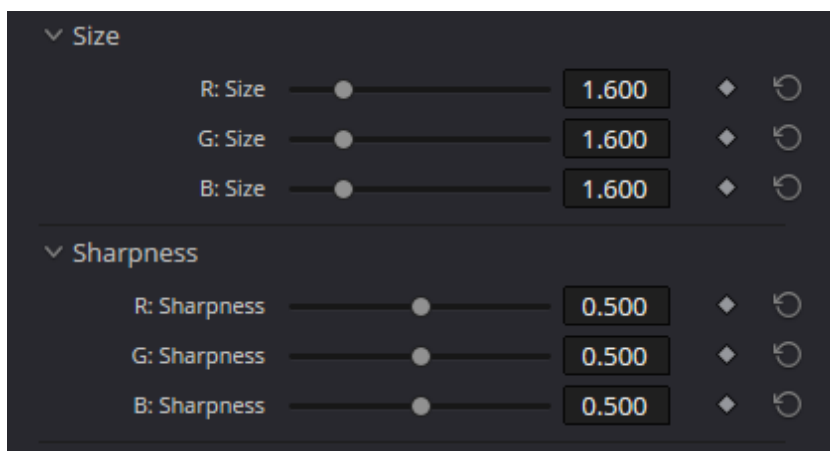 Size
R: Size 1.600
G: Size 1.600
B: Size 1.600
Sharpness
R: Sharpness 0.500
G: Sharpness 0.500
B: Sharpness 0.500